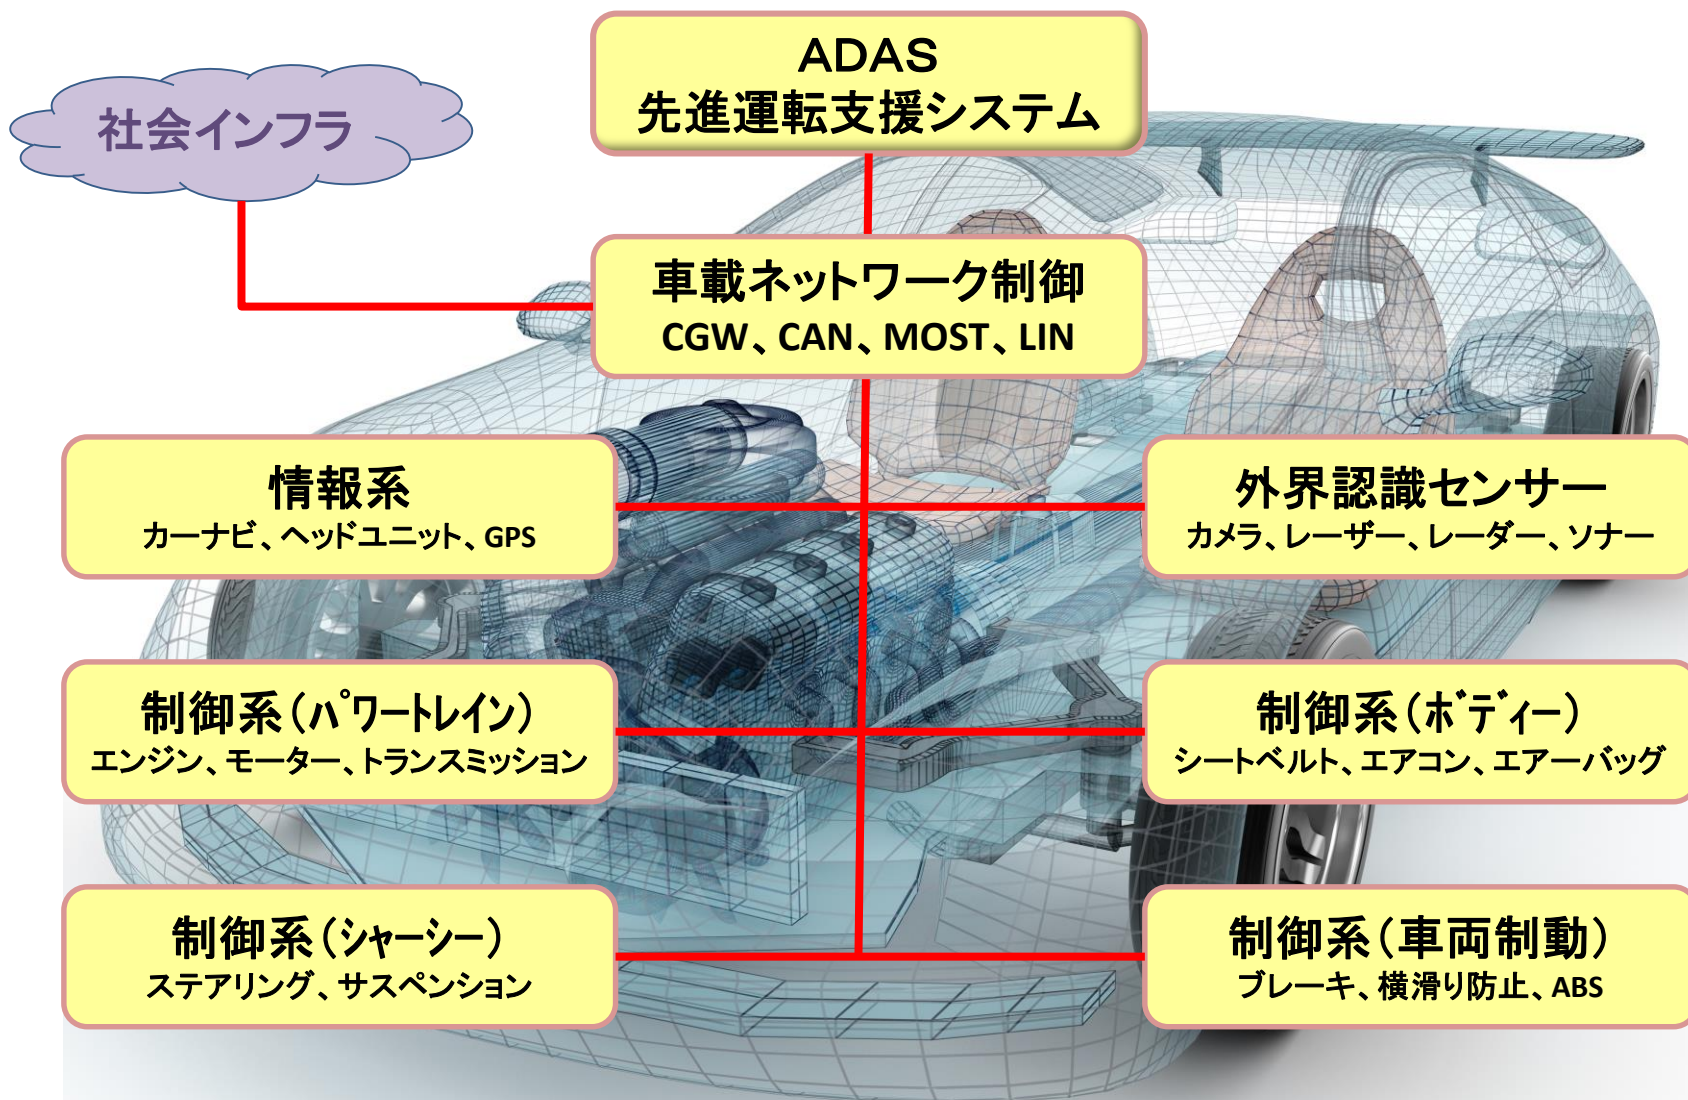 ADAS
先進運転支援システム
社会インフラ
車載ネットワーク制御
CGW、CAN、MOST、LIN
情報系
カーナビ、ヘッドユニット、GPS
外界認識センサー
カメラ、レーザー、レーダー、ソナー
制御系(パワートレイン)
エンジン、モーター、トランスミッション
制御系(ボディー)
シートベルト、エアコン、エアーバッグ
制御系(シャーシー)
ステアリング、サスペンション
制御系(車両制動)
ブレーキ、横滑り防止、ABS